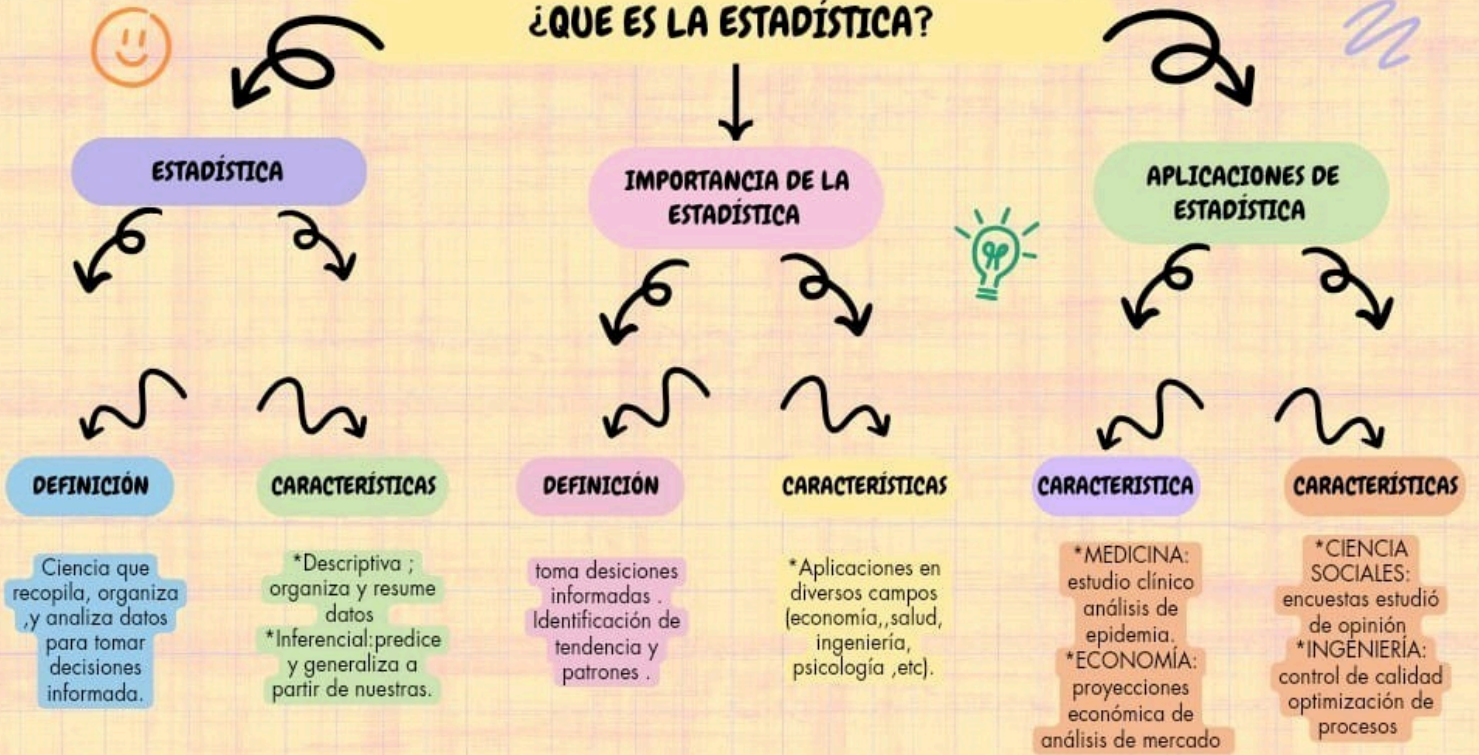 ¿QUE ES LA ESTADÍSTICA?
ESTADÍSTICA
IMPORTANCIA DE LA
ESTADÍSTICA
APLICACIONES DE
ESTADÍSTICA
DEFINICIÓN
Ciencia que
recopila, organiza
,y analiza datos
para tomar
decisiones
informada.
CARACTERÍSTICAS
*Descriptiva ;
organiza y resume
datos
*Inferencial:predice
y generaliza a
partir de nuestras.
DEFINICIÓN
toma desiciones
informadas .
Identificación de
tendencia y
patrones .
CARACTERÍSTICAS
*Aplicaciones en
diversos campos
(economía,,salud,
ingeniería,
psicología ,etc).
CARACTERISTICA
*MEDICINA:
estudio clínico
análisis de
epidemia.
*ECONOMÍA:
proyecciones
económica de
análisis de mercado
CARACTERÍSTICAS
*CIENCIA
SOCIALES:
encuestas estudió
de opinión
*INGENIERÍA:
control de calidad
optimización de
procesos